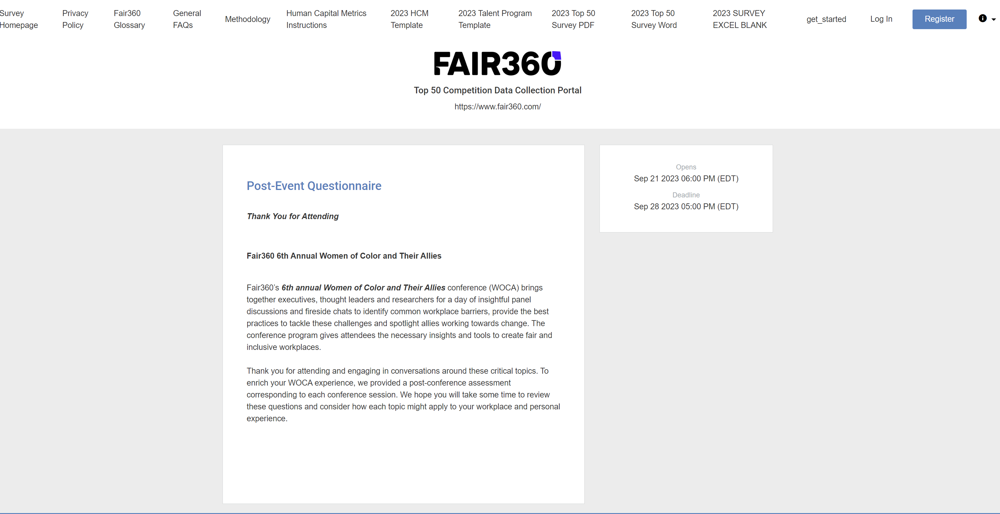 Survey Homepage
Privacy Policy
Fair360 Glossary
General FAQs
Methodology
Human Capital Metrics Instructions
2023 HCM Template
2023 Talent Program Template
2023 Top 50 Survey PDF
2023 Top 50 Survey Word
2023 SURVEY EXCEL BLANK
get_started
Log In
Register
FAIR360
Top 50 Competition Data Collection Portal
https://www.fair360.com/
Post-Event Questionnaire
Thank You for Attending
Fair360 6th Annual Women of Color and Their Allies
Fair360’s 6th annual Women of Color and Their Allies conference (WOCA) brings
together executives, thought leaders and researchers for a day of insightful panel
discussions and fireside chats to identify common workplace barriers, provide the best
practices to tackle these challenges and spotlight allies working towards change. The
conference program gives attendees the necessary insights and tools to create fair and
inclusive workplaces.
Thank you for attending and engaging in conversations around these critical topics. To
enrich your WOCA experience, we provided a post-conference assessment
corresponding to each conference session. We hope you will take some time to review
these questions and consider how each topic might apply to your workplace and personal
experience.
Opens
Sep 21 2023 06:00 PM (EDT)
Deadline
Sep 28 2023 05:00 PM (EDT)